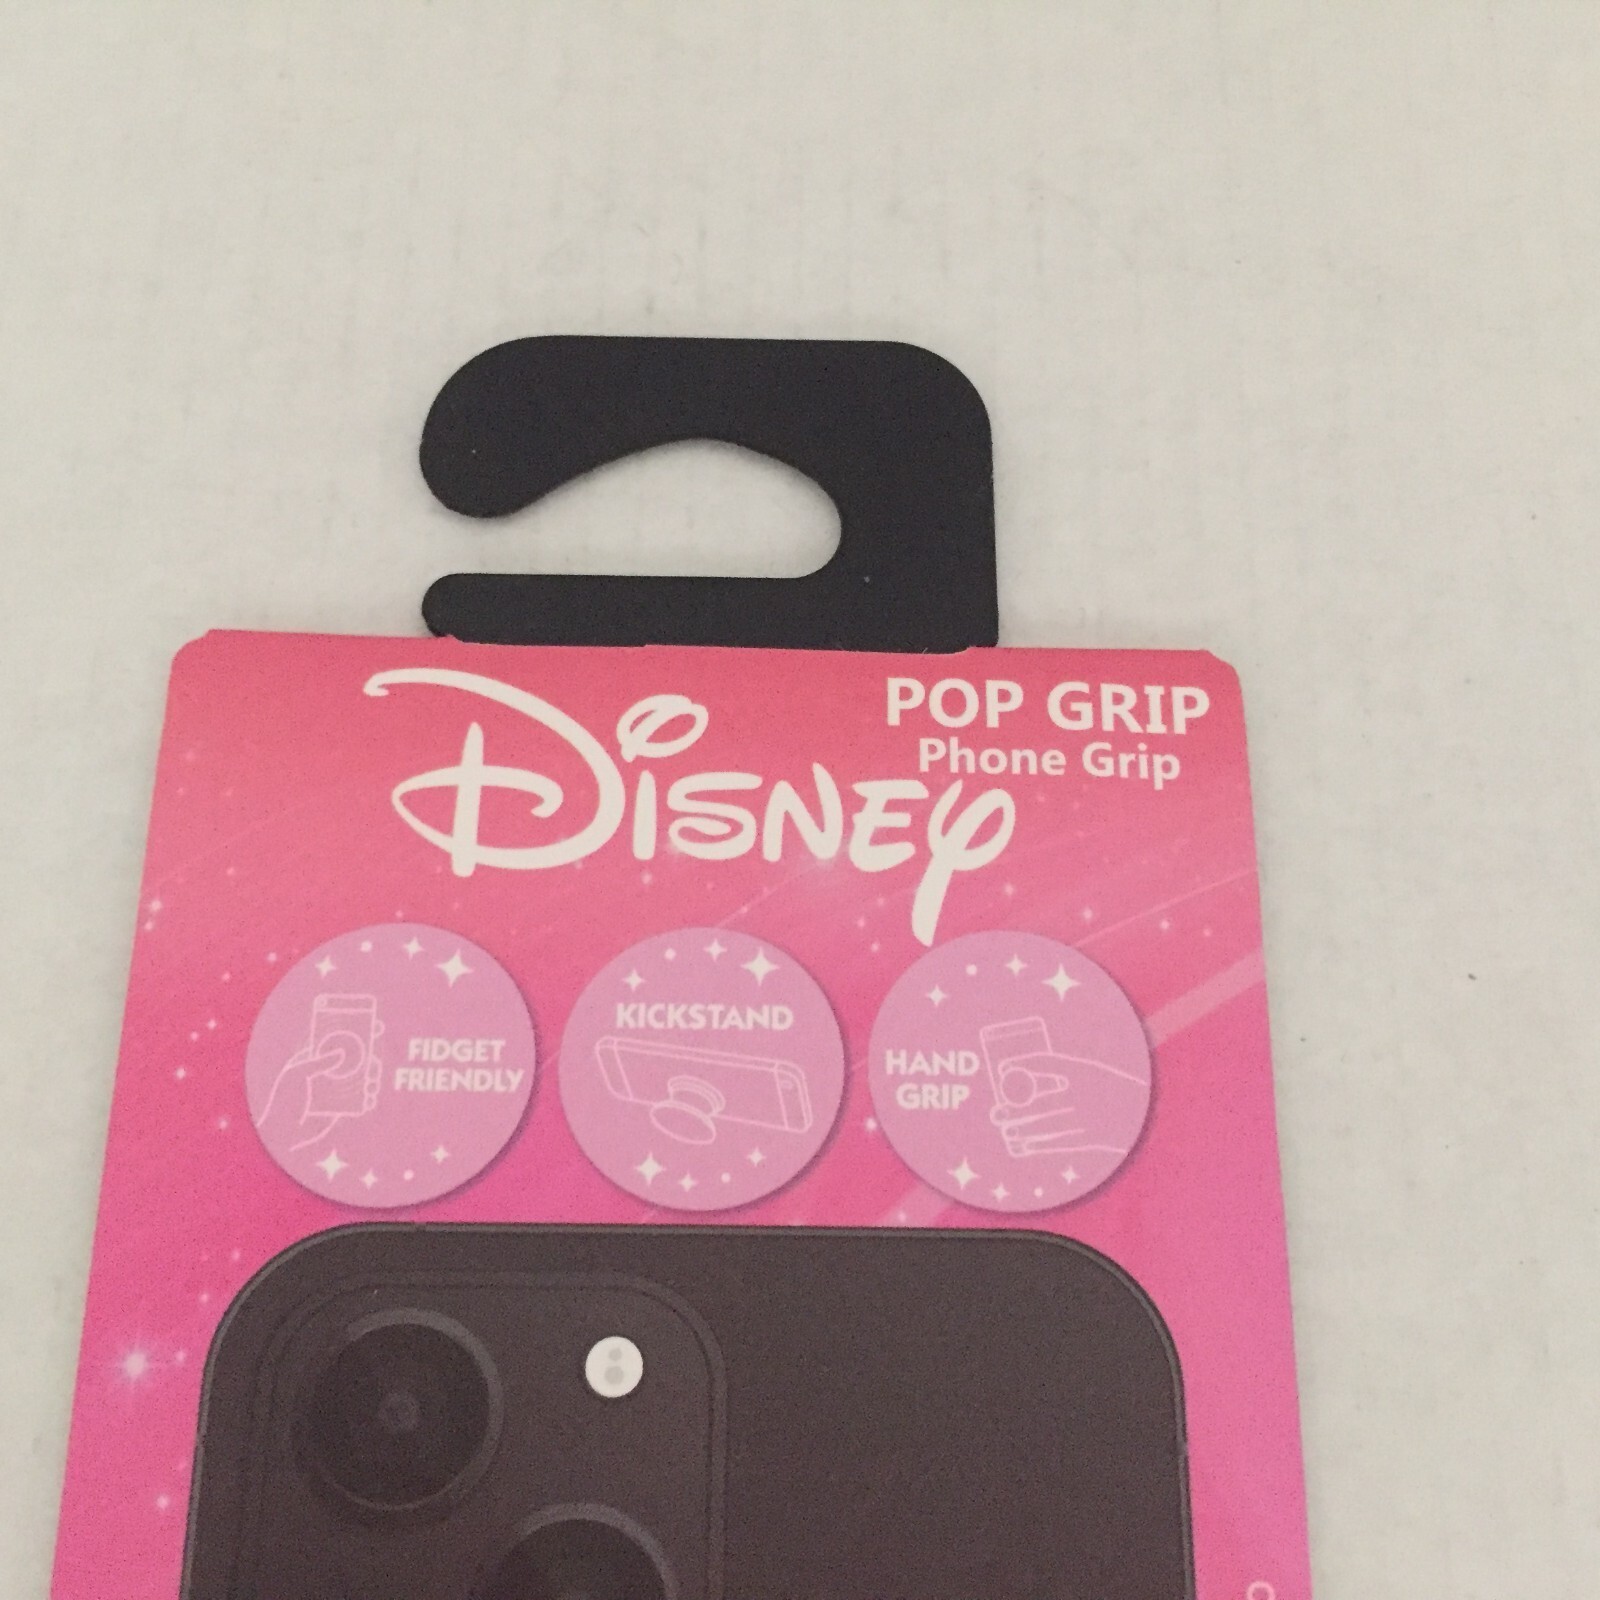 POP GRIP
Phone Grip
Disney
FIDGET
FRIENDLY
KICKSTAND
HAND
GRIP